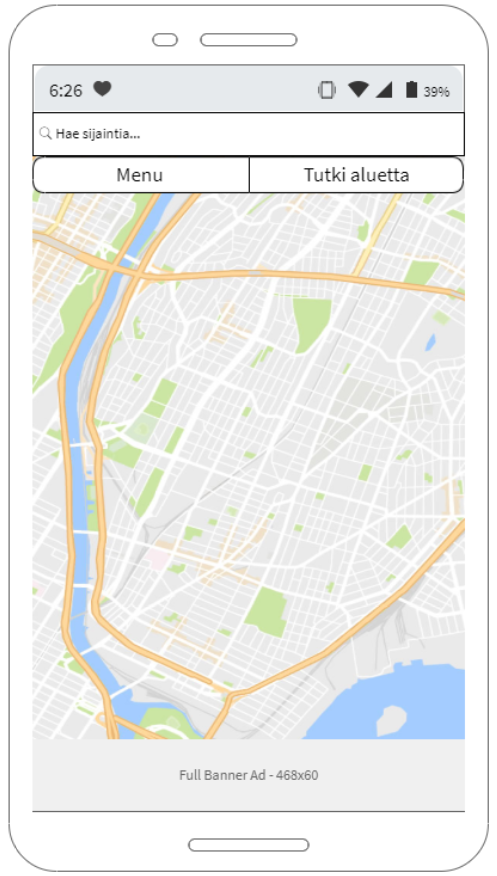 6:26
39%
Hae sijaintia...
Menu
Tutki aluetta
Full Banner Ad - 468x60